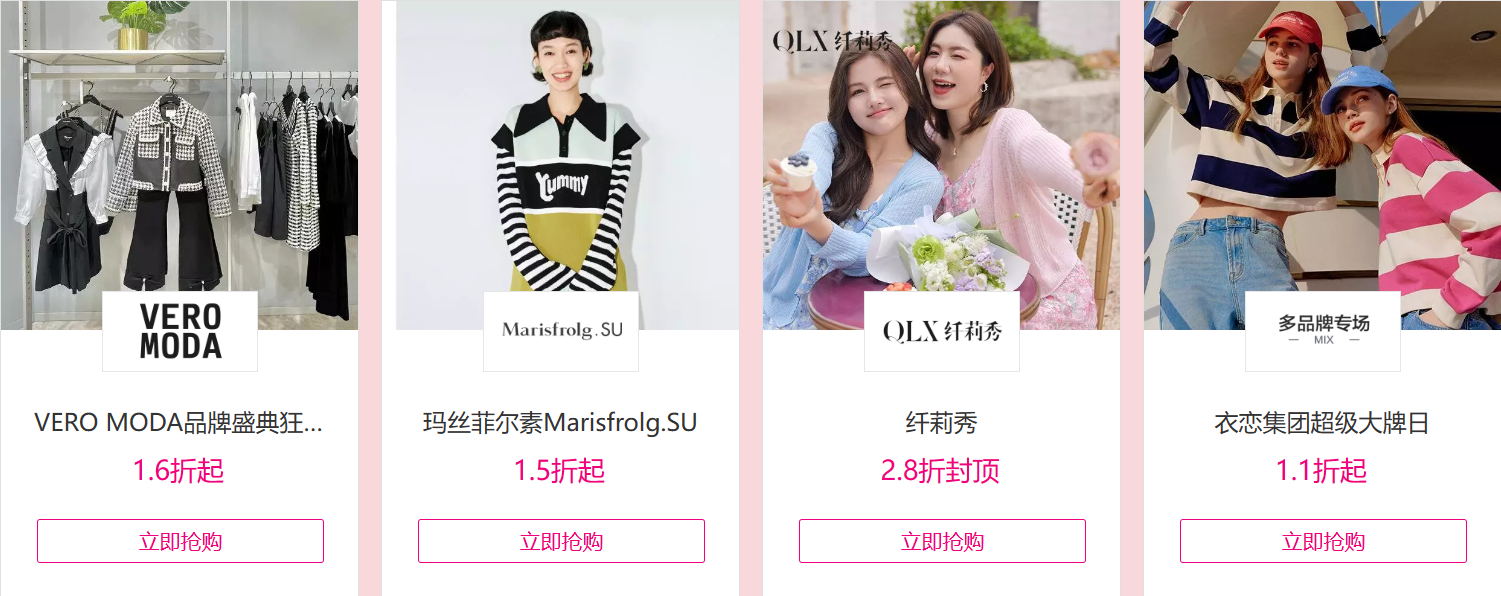 VERO
MODA
VERO MODA品牌盛典狂...
1.6折起
立即抢购
Yummy
Marisfrolg.SU
玛丝菲尔素Marisfrolg.SU
1.5折起
立即抢购
QLX 纤莉秀
QLX 纤莉秀
纤莉秀
2.8折封顶
立即抢购
多品牌专场
MIX
衣恋集团超级大牌日
1.1折起
立即抢购